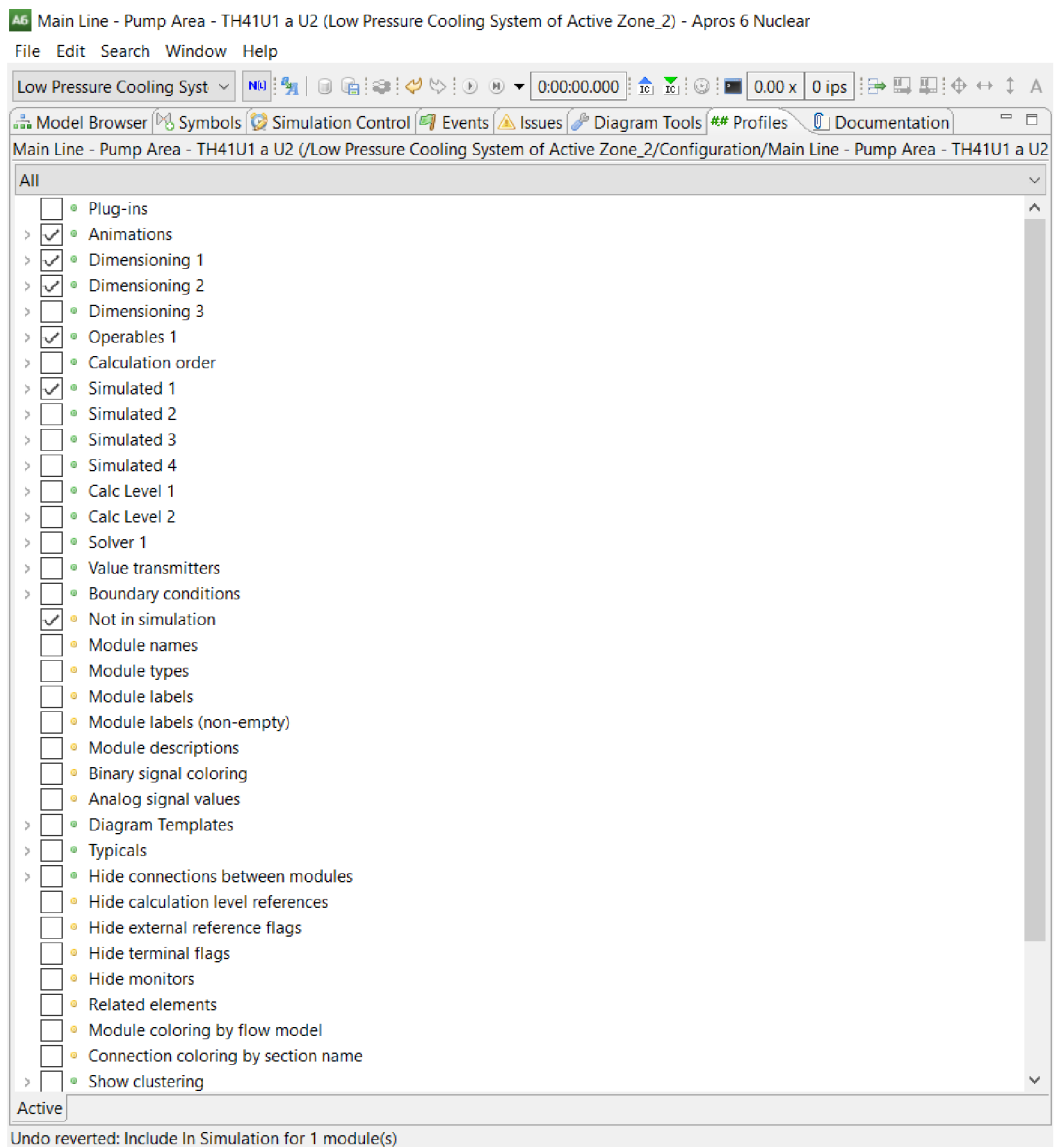 A6 Main Line - Pump Area - TH41U1 a U2 (Low Pressure Cooling System of Active Zone_2) - Apros 6 Nuclear
File Edit Search Window Help
Low Pressure Cooling Syst N(t) 0:00:00.000 IC IC 0.00 x 0 ips A
Model Browser Symbols Simulation Control Events Issues Diagram Tools ## Profiles Documentation
Main Line - Pump Area - TH41U1 a U2 (/Low Pressure Cooling System of Active Zone_2/Configuration/Main Line - Pump Area - TH41U1 a U2
All
Plug-ins
Animations
Dimensioning 1
Dimensioning 2
Dimensioning 3
Operables 1
Calculation order
Simulated 1
Simulated 2
Simulated 3
Simulated 4
Calc Level 1
Calc Level 2
Solver 1
Value transmitters
Boundary conditions
Not in simulation
Module names
Module types
Module labels
Module labels (non-empty)
Module descriptions
Binary signal coloring
Analog signal values
Diagram Templates
Typicals
Hide connections between modules
Hide calculation level references
Hide external reference flags
Hide terminal flags
Hide monitors
Related elements
Module coloring by flow model
Connection coloring by section name
Show clustering
Active
Undo reverted: Include In Simulation for 1 module(s)